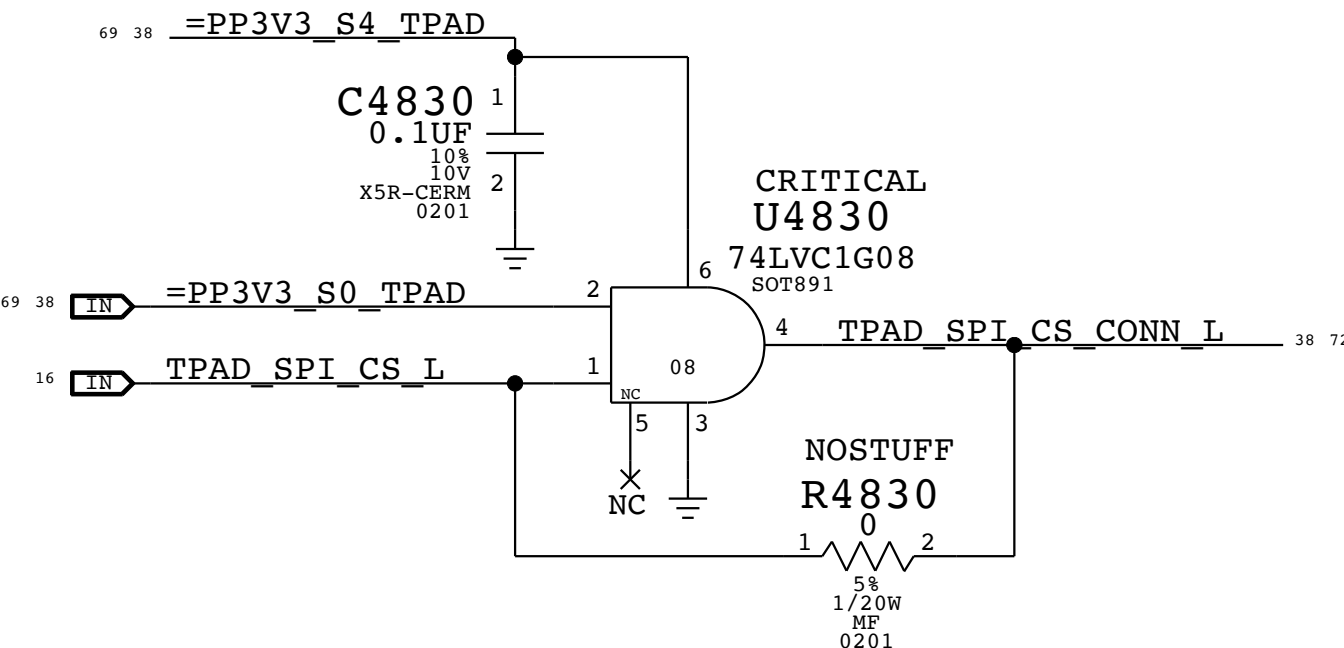 69 38 =PP3V3_S4_TPAD
C4830 1
0.1UF
10%
10V
X5R-CERM 2
0201
CRITICAL
U4830
74LVC1G08
SOT891
6
69 38 IN =PP3V3_S0_TPAD 2
4 TPAD_SPI_CS_CONN_L 38 72
16 IN TPAD_SPI_CS_L 1
08
NC
5 3
NC
NOSTUFF
R4830
0
1 2
5%
1/20W
MF
0201